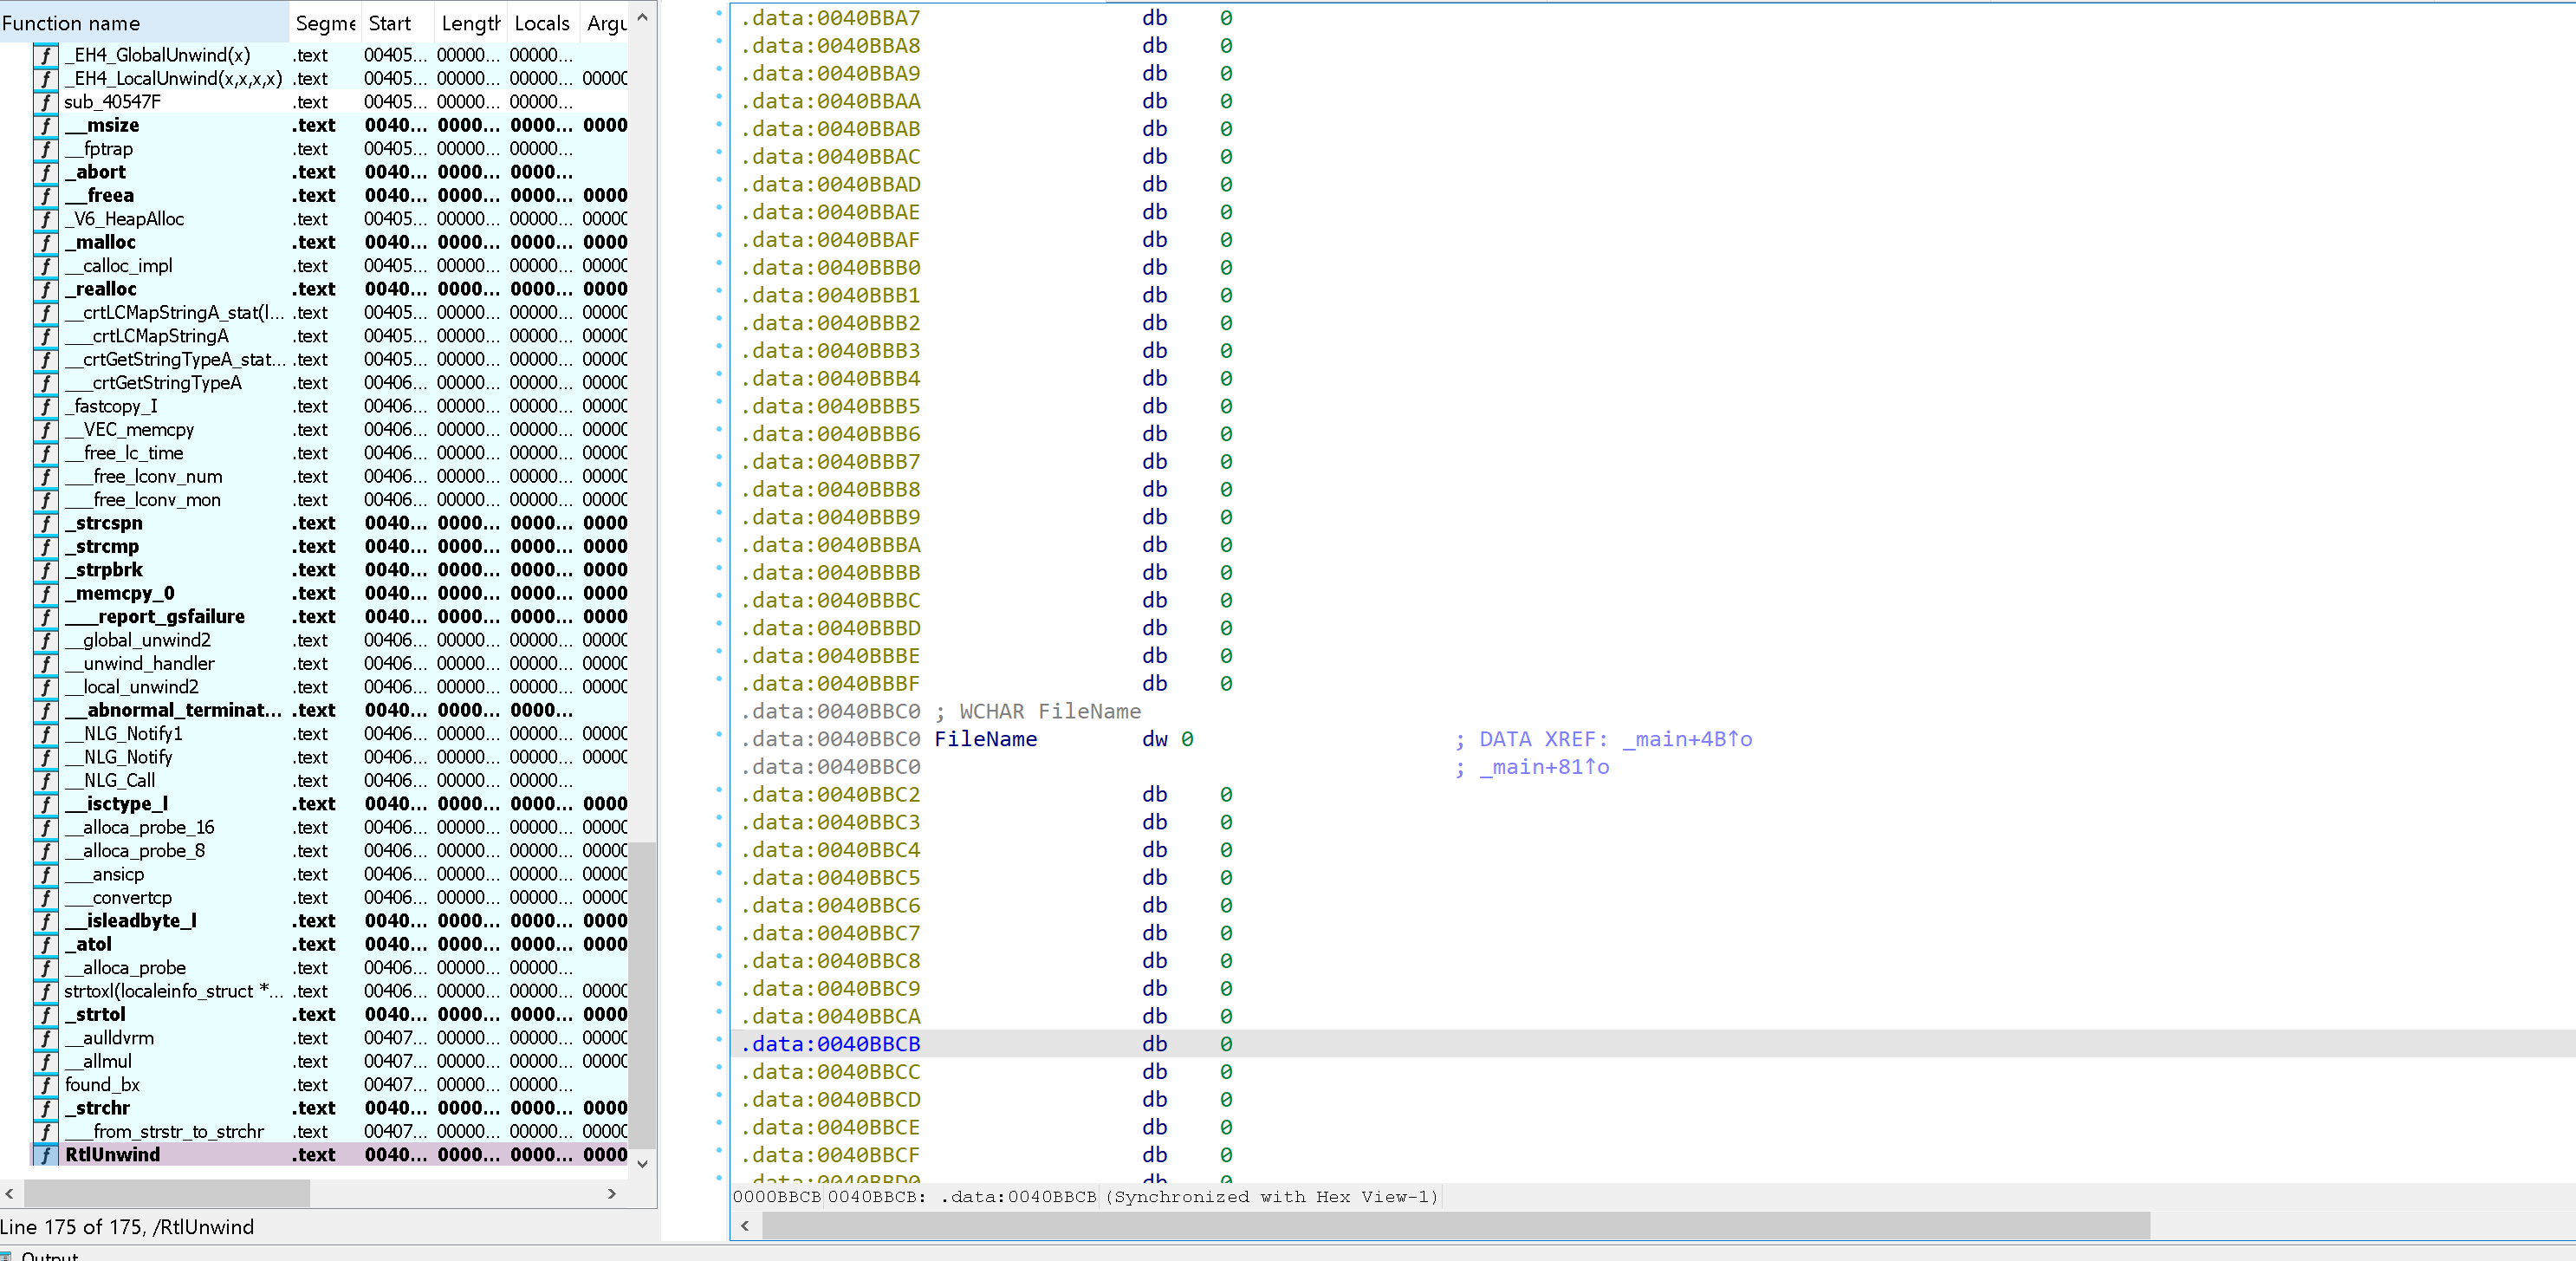 Function name Segme Start Length Locals Argu
f _EH4_GlobalUnwind(x) .text 00405... 00000... 00000...
f _EH4_LocalUnwind(x,x,x,x) .text 00405... 00000... 00000... 00000
f sub_40547F .text 00405... 00000... 00000...
f __msize .text 0040... 0000... 0000... 0000
f __fptrap .text 00405... 00000... 00000...
f _abort .text 0040... 0000... 0000...
f __freea .text 0040... 0000... 0000... 0000
f _V6_HeapAlloc .text 00405... 00000... 00000... 00000
f _malloc .text 0040... 0000... 0000... 0000
f __calloc_impl .text 00405... 00000... 00000... 00000
f _realloc .text 0040... 0000... 0000... 0000
f __crtLCMapStringA_stat(l... .text 00405... 00000... 00000... 00000
f ___crtLCMapStringA .text 00405... 00000... 00000... 00000
f __crtGetStringTypeA_stat... .text 00405... 00000... 00000... 00000
f ___crtGetStringTypeA .text 00406... 00000... 00000... 00000
f _fastcopy_I .text 00406... 00000... 00000... 00000
f __VEC_memcpy .text 00406... 00000... 00000... 00000
f __free_lc_time .text 00406... 00000... 00000... 00000
f ___free_lconv_num .text 00406... 00000... 00000... 00000
f ___free_lconv_mon .text 00406... 00000... 00000... 00000
f _strcspn .text 0040... 0000... 0000... 0000
f _strcmp .text 0040... 0000... 0000... 0000
f _strpbrk .text 0040... 0000... 0000... 0000
f _memcpy_0 .text 0040... 0000... 0000... 0000
f ___report_gsfailure .text 0040... 0000... 0000... 0000
f __global_unwind2 .text 00406... 00000... 00000... 00000
f __unwind_handler .text 00406... 00000... 00000... 00000
f __local_unwind2 .text 00406... 00000... 00000... 00000
f __abnormal_terminat... .text 0040... 0000... 0000...
f __NLG_Notify1 .text 00406... 00000... 00000... 00000
f __NLG_Notify .text 00406... 00000... 00000... 00000
f __NLG_Call .text 00406... 00000... 00000...
f __isctype_l .text 0040... 0000... 0000... 0000
f __alloca_probe_16 .text 00406... 00000... 00000... 00000
f __alloca_probe_8 .text 00406... 00000... 00000... 00000
f ___ansicp .text 00406... 00000... 00000... 00000
f ___convertcp .text 00406... 00000... 00000... 00000
f __isleadbyte_l .text 0040... 0000... 0000... 0000
f _atol .text 0040... 0000... 0000... 0000
f __alloca_probe .text 00406... 00000... 00000...
f strtoxl(localeinfo_struct *... .text 00406... 00000... 00000... 00000
f _strtol .text 0040... 0000... 0000... 0000
f __aulldvrm .text 00407... 00000... 00000... 00000
f __allmul .text 00407... 00000... 00000... 00000
f found_bx .text 00407... 00000... 00000...
f _strchr .text 0040... 0000... 0000... 0000
f ___from_strstr_to_strchr .text 00407... 00000... 00000...
f RtlUnwind .text 0040... 0000... 0000... 0000
Line 175 of 175, /RtlUnwind
Output
.data:0040BBA7 db 0
.data:0040BBA8 db 0
.data:0040BBA9 db 0
.data:0040BBAA db 0
.data:0040BBAB db 0
.data:0040BBAC db 0
.data:0040BBAD db 0
.data:0040BBAE db 0
.data:0040BBAF db 0
.data:0040BBB0 db 0
.data:0040BBB1 db 0
.data:0040BBB2 db 0
.data:0040BBB3 db 0
.data:0040BBB4 db 0
.data:0040BBB5 db 0
.data:0040BBB6 db 0
.data:0040BBB7 db 0
.data:0040BBB8 db 0
.data:0040BBB9 db 0
.data:0040BBBA db 0
.data:0040BBBB db 0
.data:0040BBBC db 0
.data:0040BBBD db 0
.data:0040BBBE db 0
.data:0040BBBF db 0
.data:0040BBC0 ; WCHAR FileName
.data:0040BBC0 FileName dw 0 ; DATA XREF: _main+4B↑o
.data:0040BBC0 ; _main+81↑o
.data:0040BBC2 db 0
.data:0040BBC3 db 0
.data:0040BBC4 db 0
.data:0040BBC5 db 0
.data:0040BBC6 db 0
.data:0040BBC7 db 0
.data:0040BBC8 db 0
.data:0040BBC9 db 0
.data:0040BBCA db 0
.data:0040BBCB db 0
.data:0040BBCC db 0
.data:0040BBCD db 0
.data:0040BBCE db 0
.data:0040BBCF db 0
.data:0040BBD0 db 0
0000BBCB 0040BBCB: .data:0040BBCB (Synchronized with Hex View-1)